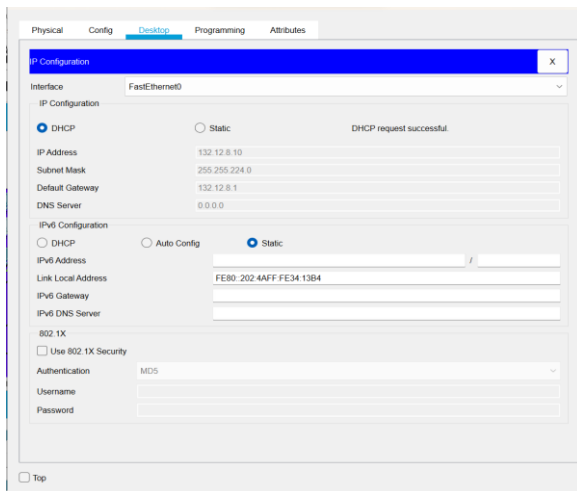 Physical Config Desktop Programming Attributes
IP Configuration X
Interface FastEthernet0
IP Configuration
DHCP Static DHCP request successful.
IP Address 132.12.8.10
Subnet Mask 255.255.224.0
Default Gateway 132.12.8.1
DNS Server 0.0.0.0
IPv6 Configuration
DHCP Auto Config Static
IPv6 Address /
Link Local Address FE80::202:4AFF:FE34:13B4
IPv6 Gateway
IPv6 DNS Server
802.1X
Use 802.1X Security
Authentication MD5
Username
Password
Top